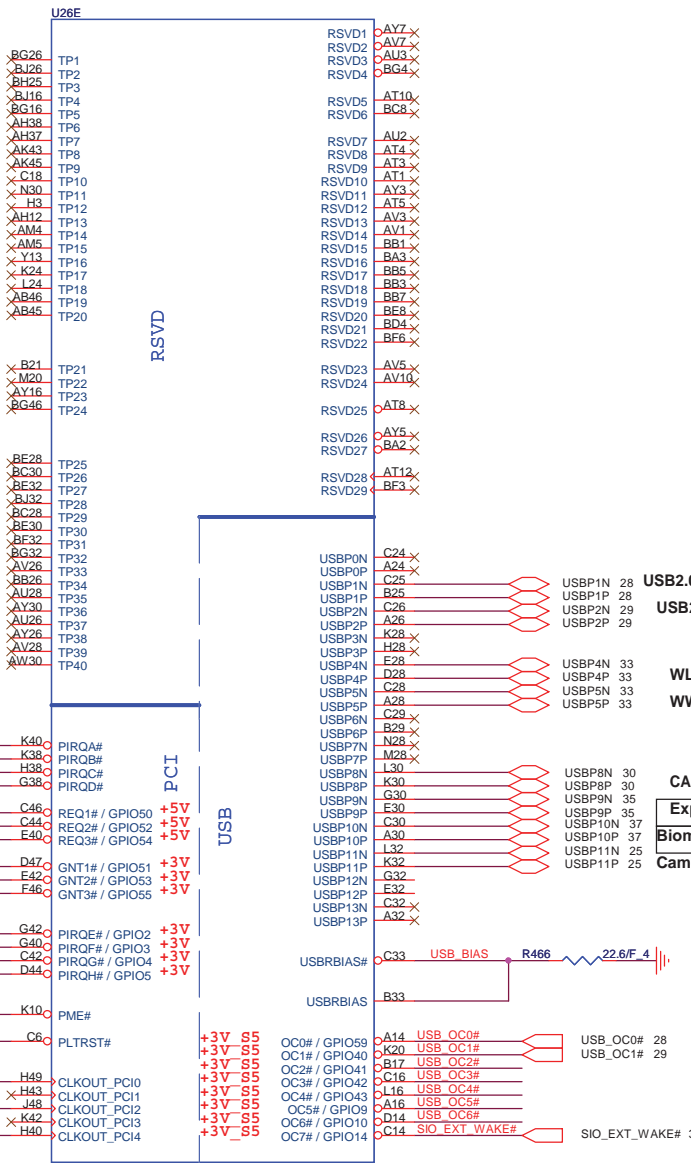 U26E
BG26 TP1
BJ26 TP2
BH25 TP3
BJ16 TP4
BG16 TP5
AH38 TP6
AH37 TP7
AK43 TP8
AK45 TP9
C18 TP10
N30 TP11
H3 TP12
AH12 TP13
AM4 TP14
AM5 TP15
Y13 TP16
K24 TP17
L24 TP18
AB46 TP19
AB45 TP20
B21 TP21
M20 TP22
AY16 TP23
BG46 TP24
BE28 TP25
BC30 TP26
BE32 TP27
BJ32 TP28
BC28 TP29
BE30 TP30
BF32 TP31
BG32 TP32
AV26 TP33
BB26 TP34
AU28 TP35
AY30 TP36
AU26 TP37
AY26 TP38
AV28 TP39
AW30 TP40
RSVD
RSVD1 AY7
RSVD2 AV7
RSVD3 AU3
RSVD4 BG4
RSVD5 AT10
RSVD6 BC8
RSVD7 AU2
RSVD8 AT4
RSVD9 AT3
RSVD10 AT1
RSVD11 AY3
RSVD12 AT5
RSVD13 AV3
RSVD14 AV1
RSVD15 BB1
RSVD16 BA3
RSVD17 BB5
RSVD18 BB3
RSVD19 BB7
RSVD20 BE8
RSVD21 BD4
RSVD22 BF6
RSVD23 AV5
RSVD24 AV10
RSVD25 AT8
RSVD26 AY5
RSVD27 BA2
RSVD28 AT12
RSVD29 BF3
K40 PIRQA#
K38 PIRQB#
H38 PIRQC#
G38 PIRQD#
C46 REQ1# / GPIO50 +5V
C44 REQ2# / GPIO52 +5V
E40 REQ3# / GPIO54 +5V
D47 GNT1# / GPIO51 +3V
E42 GNT2# / GPIO53 +3V
F46 GNT3# / GPIO55 +3V
G42 PIRQE# / GPIO2 +3V
G40 PIRQF# / GPIO3 +3V
C42 PIRQG# / GPIO4 +3V
D44 PIRQH# / GPIO5 +3V
K10 PME#
C6 PLTRST#
H49 CLKOUT_PCI0
H43 CLKOUT_PCI1
J48 CLKOUT_PCI2
K42 CLKOUT_PCI3
H40 CLKOUT_PCI4
PCI
USB
USBP0N C24
USBP0P A24
USBP1N C25 USBP1N 28 USB2.
USBP1P B25 USBP1P 28
USBP2N C26 USBP2N 29 USB
USBP2P A26 USBP2P 29
USBP3N K28
USBP3P H28
USBP4N E28 USBP4N 33
USBP4P D28 USBP4P 33 WL
USBP5N C28 USBP5N 33
USBP5P A28 USBP5P 33 WW
USBP6N C29
USBP6P B29
USBP7N N28
USBP7P M28
USBP8N L30 USBP8N 30
USBP8P K30 USBP8P 30 CA
USBP9N G30 USBP9N 35
USBP9P E30 USBP9P 35 Exp
USBP10N C30 USBP10N 37
USBP10P A30 USBP10P 37 Biom
USBP11N L32 USBP11N 25
USBP11P K32 USBP11P 25 Cam
USBP12N G32
USBP12P E32
USBP13N C32
USBP13P A32
USBRBIAS# C33 USB_BIAS R466 22.6/F_4
USBRBIAS B33
+3V_S5 OC0# / GPIO59 A14 USB_OC0# USB_OC0# 28
+3V_S5 OC1# / GPIO40 K20 USB_OC1# USB_OC1# 29
+3V_S5 OC2# / GPIO41 B17 USB_OC2#
+3V_S5 OC3# / GPIO42 C16 USB_OC3#
+3V_S5 OC4# / GPIO43 L16 USB_OC4#
+3V_S5 OC5# / GPIO9 A16 USB_OC5#
+3V_S5 OC6# / GPIO10 D14 USB_OC6#
+3V_S5 OC7# / GPIO14 C14 SIO_EXT_WAKE# SIO_EXT_WAKE#